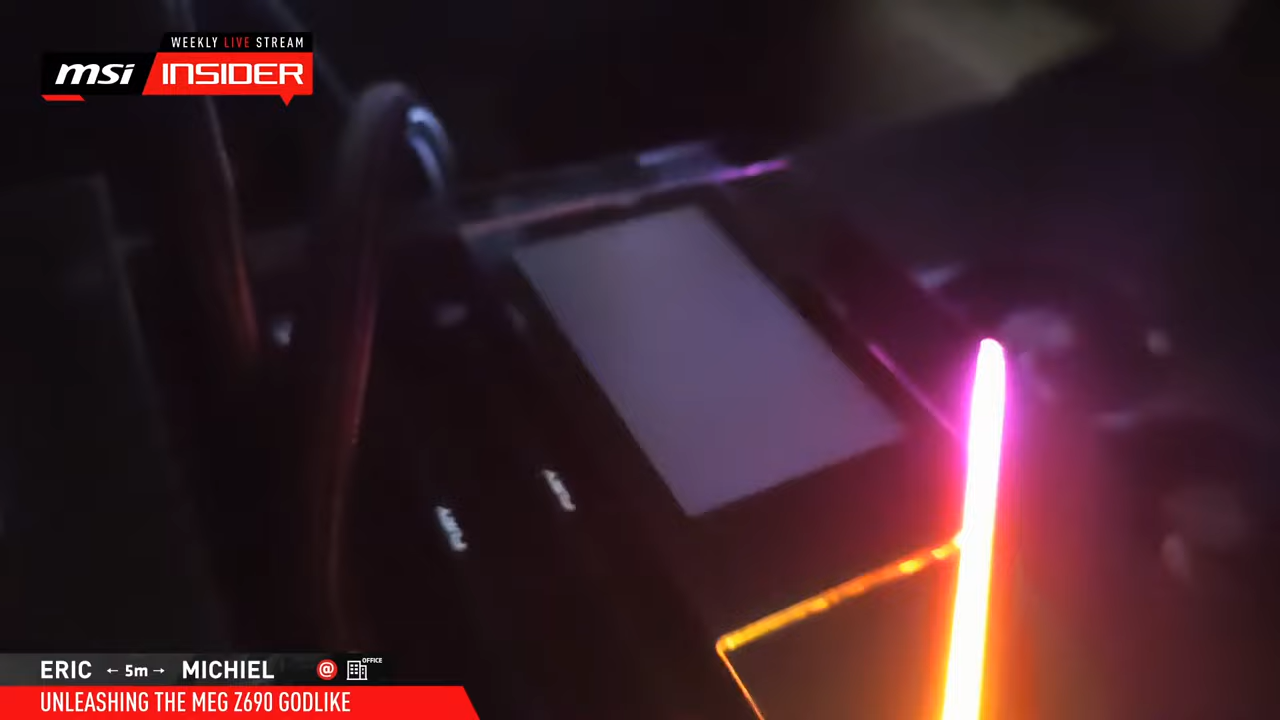 WEEKLY LIVE STREAM
msi INSIDER
ERIC ← 5m → MICHIEL @ OFFICE
UNLEASHING THE MEG Z690 GODLIKE